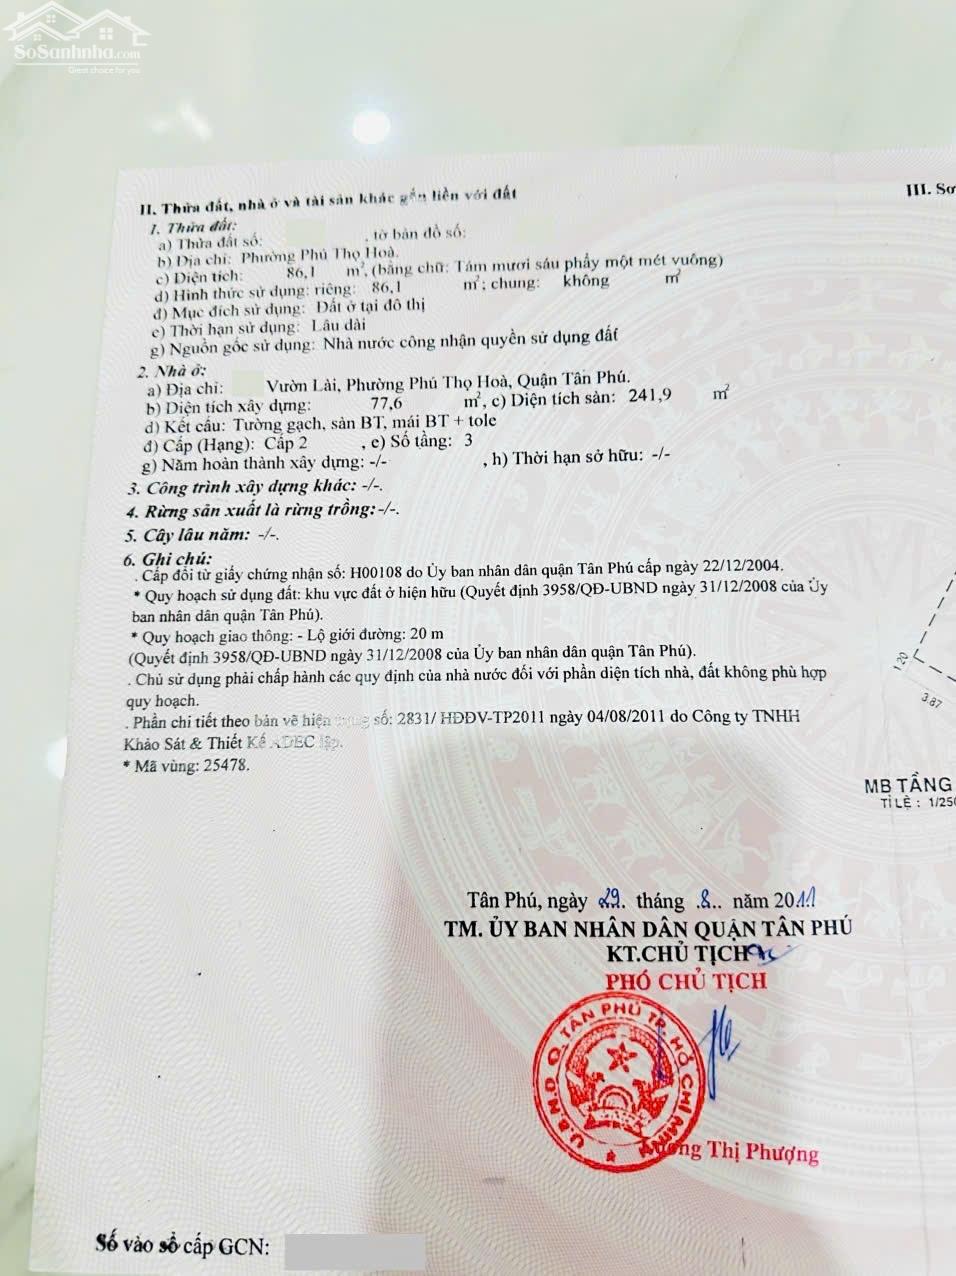 SoSanhnha.com
Great choice for you
II. Thửa đất, nhà ở và tài sản khác gắn liền với đất
III. Sơ
1. Thửa đất:
a) Thửa đất số: , tờ bản đồ số:
b) Địa chỉ: Phường Phú Thọ Hoà.
c) Diện tích: 86,1 m², (bằng chữ: Tám mươi sáu phẩy một mét vuông)
d) Hình thức sử dụng: riêng: 86,1 m²; chung: không m²
đ) Mục đích sử dụng: Đất ở tại đô thị
e) Thời hạn sử dụng: Lâu dài
g) Nguồn gốc sử dụng: Nhà nước công nhận quyền sử dụng đất
2. Nhà ở:
a) Địa chỉ: Vườn Lài, Phường Phú Thọ Hoà, Quận Tân Phú.
b) Diện tích xây dựng: 77,6 m², c) Diện tích sàn: 241,9 m²
d) Kết cấu: Tường gạch, sàn BT, mái BT + tole
đ) Cấp (Hạng): Cấp 2 , e) Số tầng: 3
g) Năm hoàn thành xây dựng: -/- , h) Thời hạn sở hữu: -/-
3. Công trình xây dựng khác: -/-.
4. Rừng sản xuất là rừng trồng: -/-.
5. Cây lâu năm: -/-.
6. Ghi chú:
. Cấp đổi từ giấy chứng nhận số: H00108 do Ủy ban nhân dân quận Tân Phú cấp ngày 22/12/2004.
* Quy hoạch sử dụng đất: khu vực đất ở hiện hữu (Quyết định 3958/QĐ-UBND ngày 31/12/2008 của Ủy
ban nhân dân quận Tân Phú).
* Quy hoạch giao thông: - Lộ giới đường: 20 m
(Quyết định 3958/QĐ-UBND ngày 31/12/2008 của Ủy ban nhân dân quận Tân Phú).
. Chủ sử dụng phải chấp hành các quy định của nhà nước đối với phần diện tích nhà, đất không phù hợp
quy hoạch.
. Phần chi tiết theo bản vẽ hiện trạng số: 2831/ HĐĐV-TP2011 ngày 04/08/2011 do Công ty TNHH
Khảo Sát & Thiết Kế ADEC lập.
* Mã vùng: 25478.
1.20
3.87
MB TẦNG
TỈ LỆ : 1/250
Tân Phú, ngày 29. tháng .8.. năm 2011
TM. ỦY BAN NHÂN DÂN QUẬN TÂN PHÚ
KT.CHỦ TỊCH
PHÓ CHỦ TỊCH
U.B.N.D Q. TÂN PHÚ TP. HỒ CHÍ MINH
Thị Phượng
Số vào sổ cấp GCN: